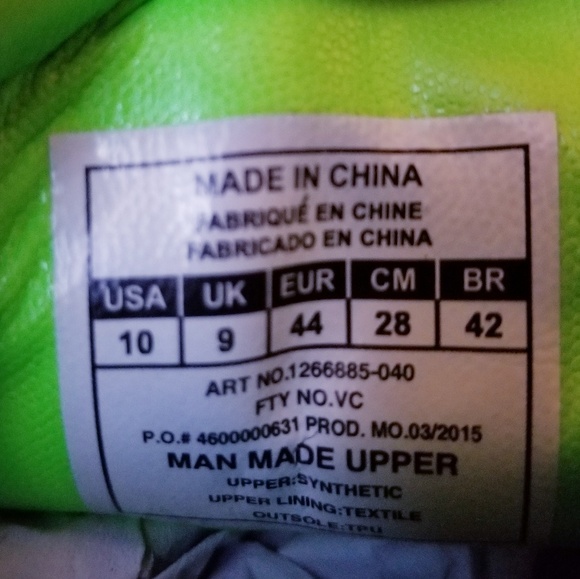 MADE IN CHINA
FABRIQUÉ EN CHINE
FABRICADO EN CHINA
USA UK EUR CM BR
10 9 44 28 42
ART NO.1266885-040
FTY NO.VC
P.O.# 4600000631 PROD. MO.03/2015
MAN MADE UPPER
UPPER:SYNTHETIC
UPPER LINING:TEXTILE
OUTSOLE:TPU